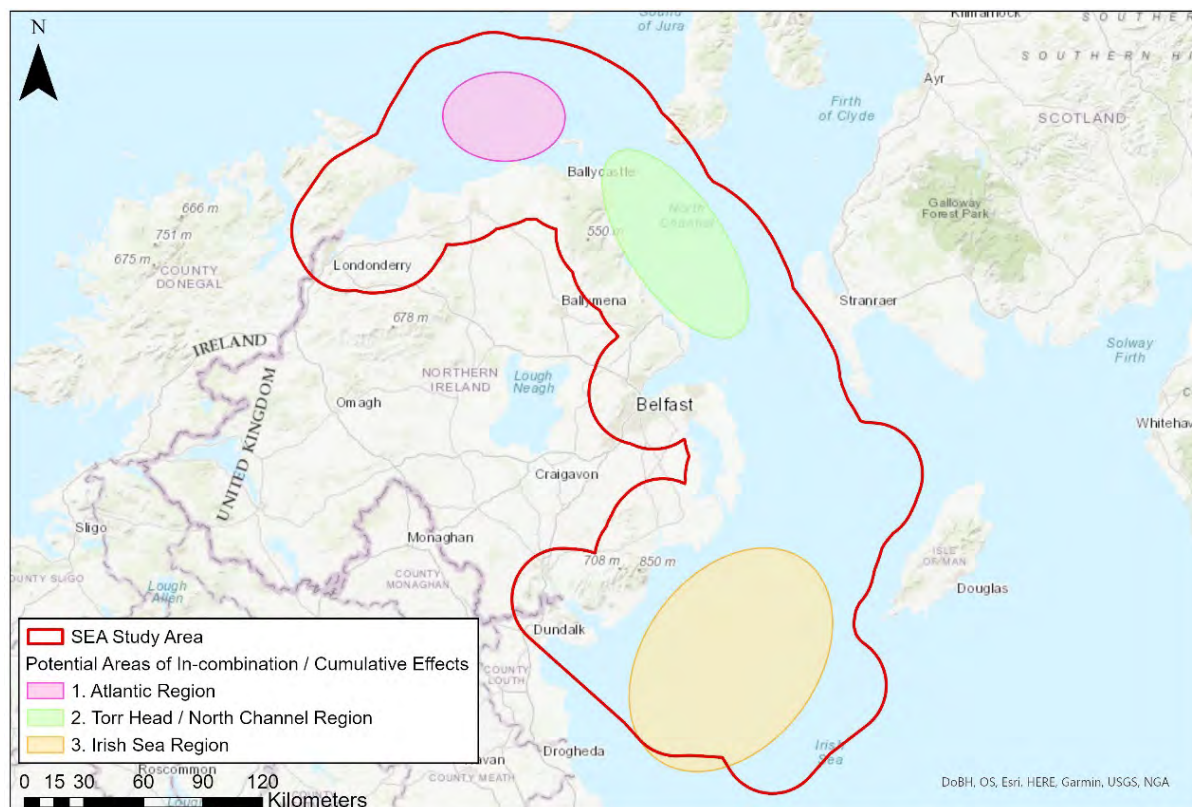 N
Sound
of Jura
Kilmarnock
SOUTHERN
SOUTHERN
Ayr
Firth
of Clyde
SCOTLAND
Ballycastle
North
Channel
Galloway
Forest Park
666 m
751 m
675 m
COUNTY
DONEGAL
550 m
Londonderry
Stranraer
Ballymena
678 m
Solway
Firth
IRELAND
UNITED KINGDOM
NORTHERN
IRELAND
Lough
Neagh
Omagh
Belfast
Craigavon
Sligo
Monaghan
708 m 850 m
ISLE
OF MAN
Douglas
COUNTY SLIGO
COUNTY
MONAGHAN
Lough
Allen
Dundalk
COUNTY
LOUTH
SEA Study Area
Potential Areas of In-combination / Cumulative Effects
1. Atlantic Region
2. Torr Head / North Channel Region
3. Irish Sea Region
Drogheda
Irish
Sea
COUNTY MEATH
Roscommon
0 15 30 60 90 120
Kilometers
DoBH, OS, Esri, HERE, Garmin, USGS, NGA